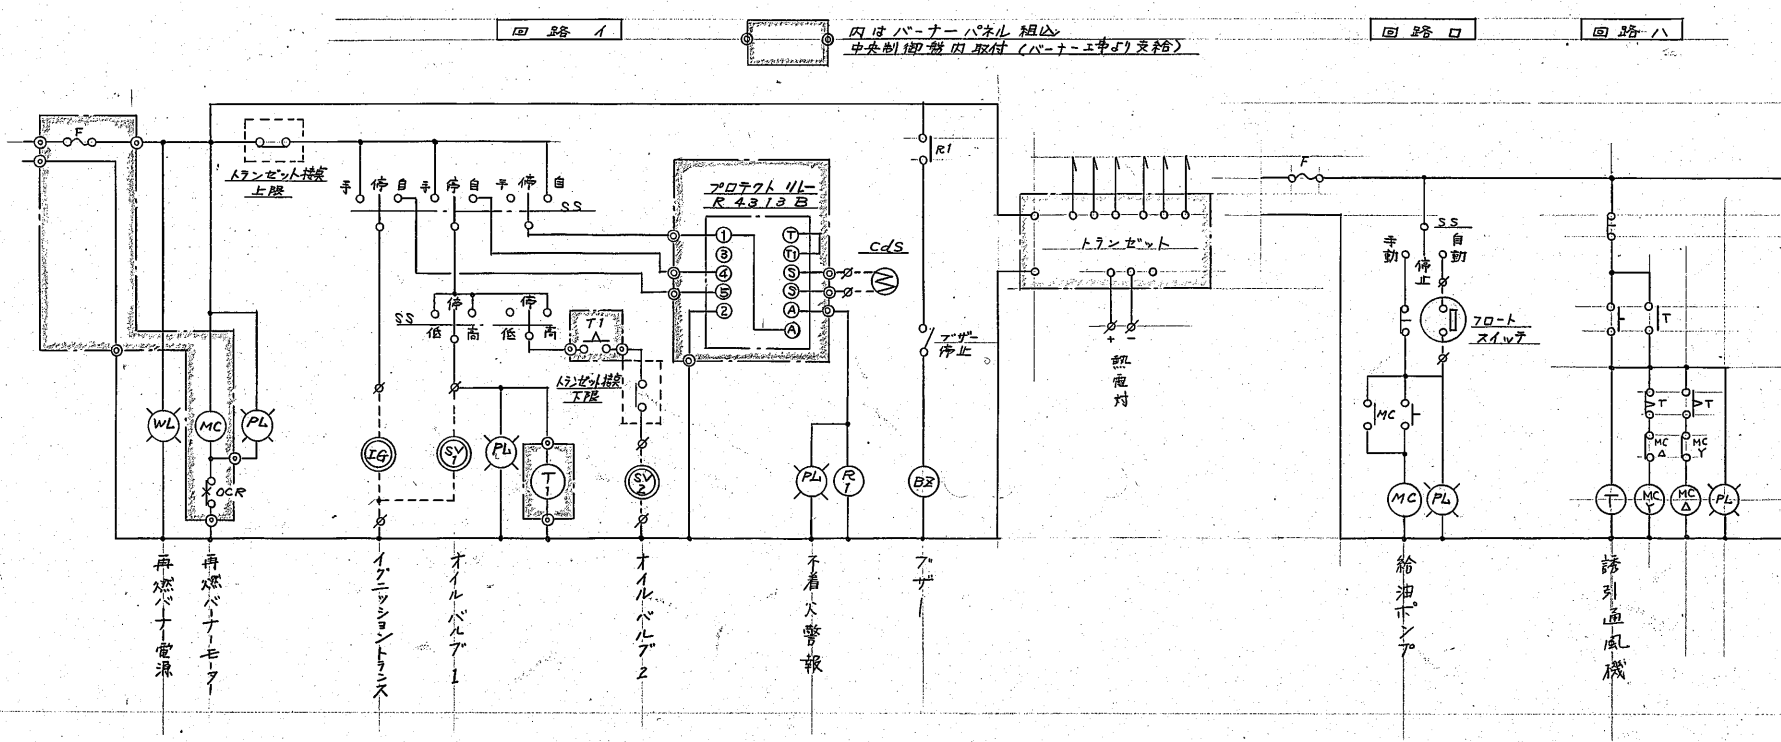 回路 イ
内はバーナーパネル組込
中央制御盤内取付(バーナー工事より支給)
回路 ロ
回路 ハ
F
トランゼット接点
上限
手 停 自 手 停 自 手 停 自
SS
プロテクトリレー
R4313B
1
3
4
5
2
T
T1
S
S
A
A
CdS
R1
トランゼット
+ −
熱電対
ブザー
停止
SS
停 停
低 高 低 高
T1
トランゼット接点
下限
WL
MC
PL
OCR
IG
SV1
PL
T1
SV2
PL
R1
BZ
F
SS
手動
停止
自動
フロート
スイッチ
MC
MC
PL
T
T
T
MC
Δ
MC
Y
T
MC
Y
MC
Δ
PL
再燃バーナー電源
再燃バーナーモーター
イグニッショントランス
オイルバルブ1
オイルバルブ2
不着火警報
ブザー
給油ポンプ
誘引通風機